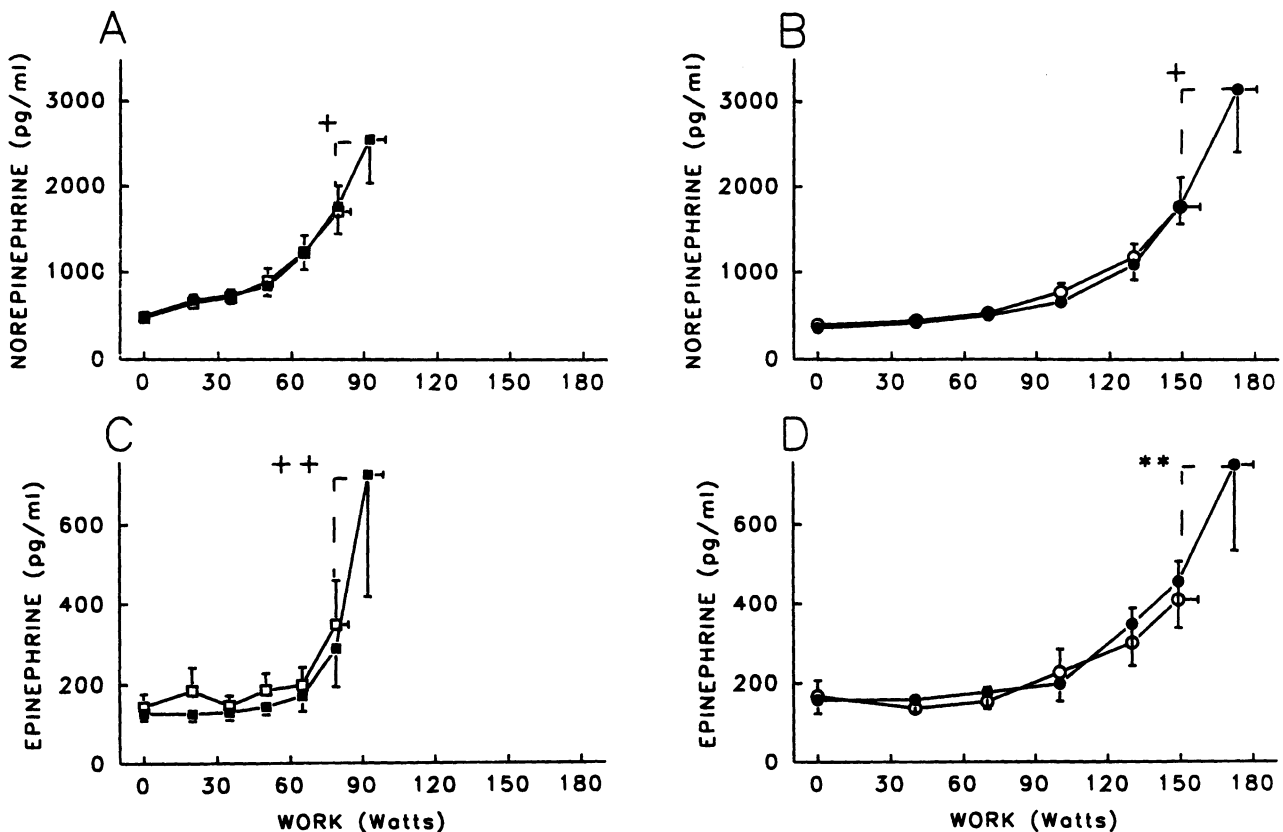 A
NOREPINEPHRINE (pg/ml)
3000
2000
1000
0
+
0 30 60 90 120 150 180
B
NOREPINEPHRINE (pg/ml)
3000
2000
1000
0
+
0 30 60 90 120 150 180
C
EPINEPHRINE (pg/ml)
600
400
200
0
++
0 30 60 90 120 150 180
WORK (Watts)
D
EPINEPHRINE (pg/ml)
600
400
200
0
**
0 30 60 90 120 150 180
WORK (Watts)